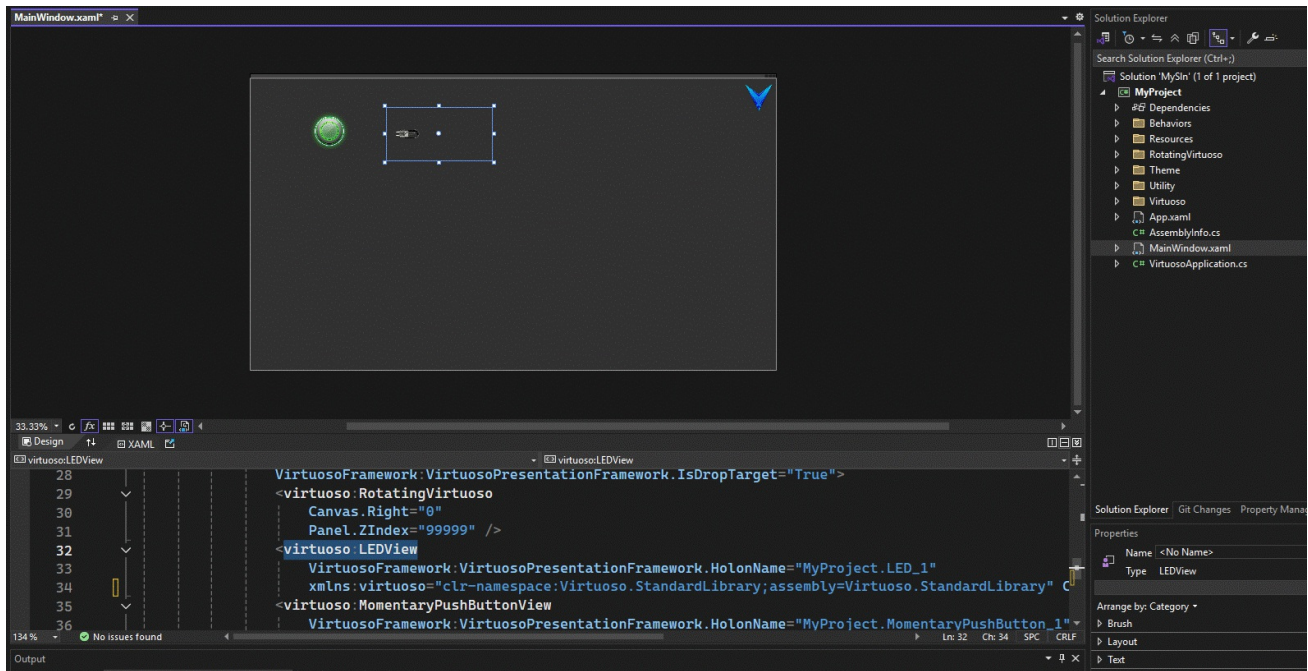 MainWindow.xaml*
Solution Explorer
Search Solution Explorer (Ctrl+;)
Solution 'MySln' (1 of 1 project)
MyProject
Dependencies
Behaviors
Resources
RotatingVirtuoso
Theme
Utility
Virtuoso
App.xaml
C# AssemblyInfo.cs
MainWindow.xaml
C# VirtuosoApplication.cs
33.33% fx
Design XAML
virtuoso:LEDView virtuoso:LEDView
28 VirtuosoFramework:VirtuosoPresentationFramework.IsDropTarget="True">
29 <virtuoso:RotatingVirtuoso
30 Canvas.Right="0"
31 Panel.ZIndex="99999" />
32 <virtuoso:LEDView
33 VirtuosoFramework:VirtuosoPresentationFramework.HolonName="MyProject.LED_1"
34 xmlns:virtuoso="clr-namespace:Virtuoso.StandardLibrary;assembly=Virtuoso.StandardLibrary" C
35 <virtuoso:MomentaryPushButtonView
36 VirtuosoFramework:VirtuosoPresentationFramework.HolonName="MyProject.MomentaryPushButton_1"
134 % No issues found Ln: 32 Ch: 34 SPC CRLF
Output
Solution Explorer Git Changes Property Manag
Properties
Name <No Name>
Type LEDView
Arrange by: Category
Brush
Layout
Text